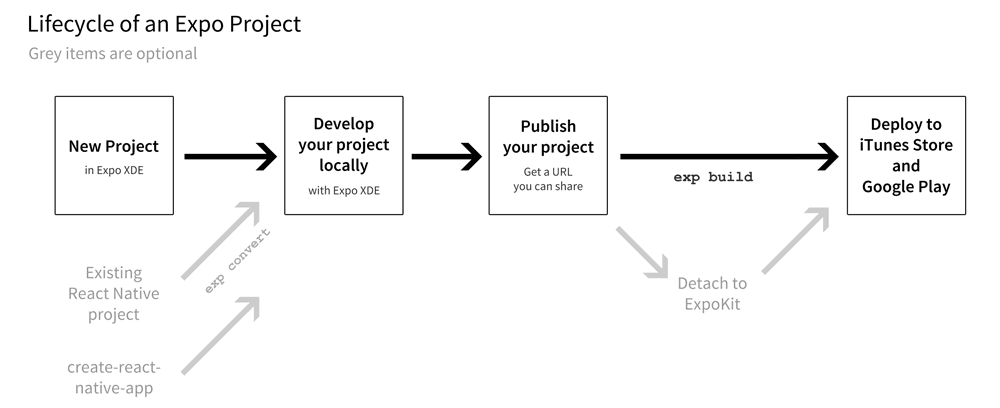 Lifecycle of an Expo Project
Grey items are optional
New Project
in Expo XDE
Develop
your project
locally
with Expo XDE
Publish
your project
Get a URL
you can share
exp build
Deploy to
iTunes Store
and
Google Play
Existing
React Native
project
exp convert
create-react-
native-app
Detach to
ExpoKit